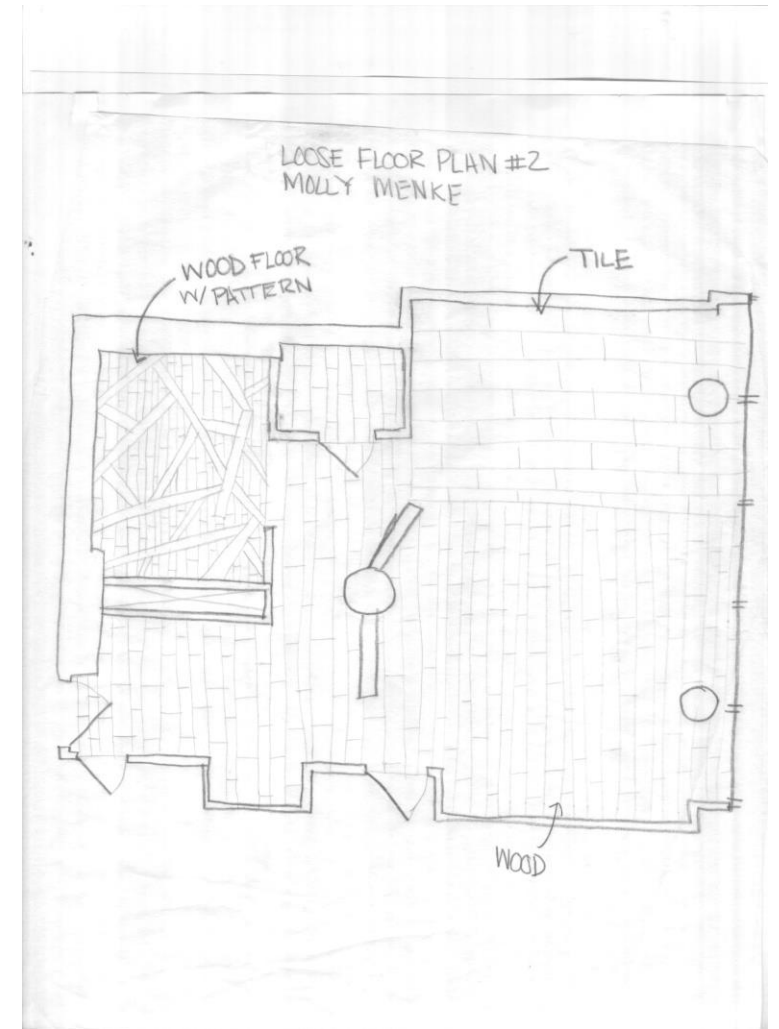 LOOSE FLOOR PLAN #2
MOLLY MENKE
WOOD FLOOR
W/ PATTERN
TILE
WOOD